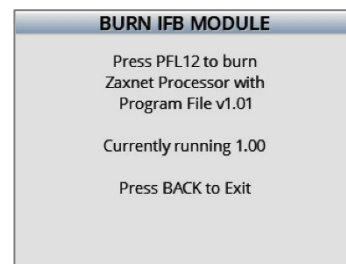 BURN IFB MODULE
Press PFL12 to burn
Zaxnet Processor with
Program File v1.01
Currently running 1.00
Press BACK to Exit